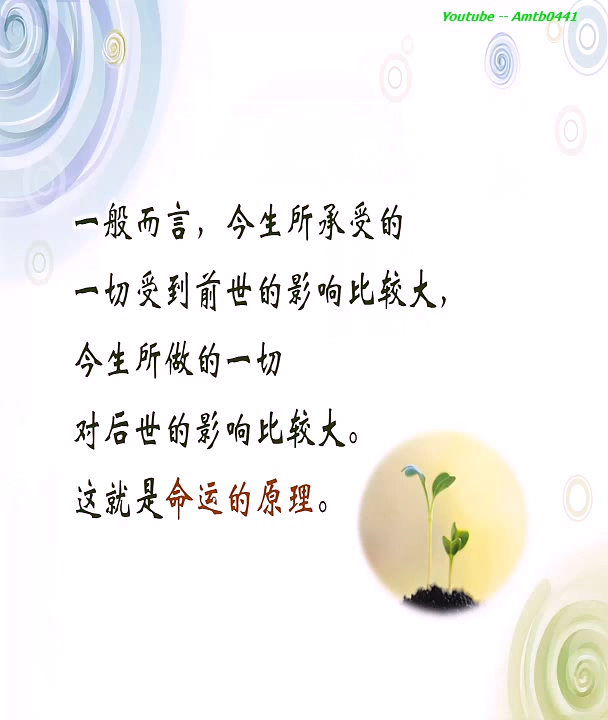 Youtube -- Amtb0441
一般而言，今生所承受的
一切受到前世的影响比较大，
今生所做的一切
对后世的影响比较大。
这就是命运的原理。